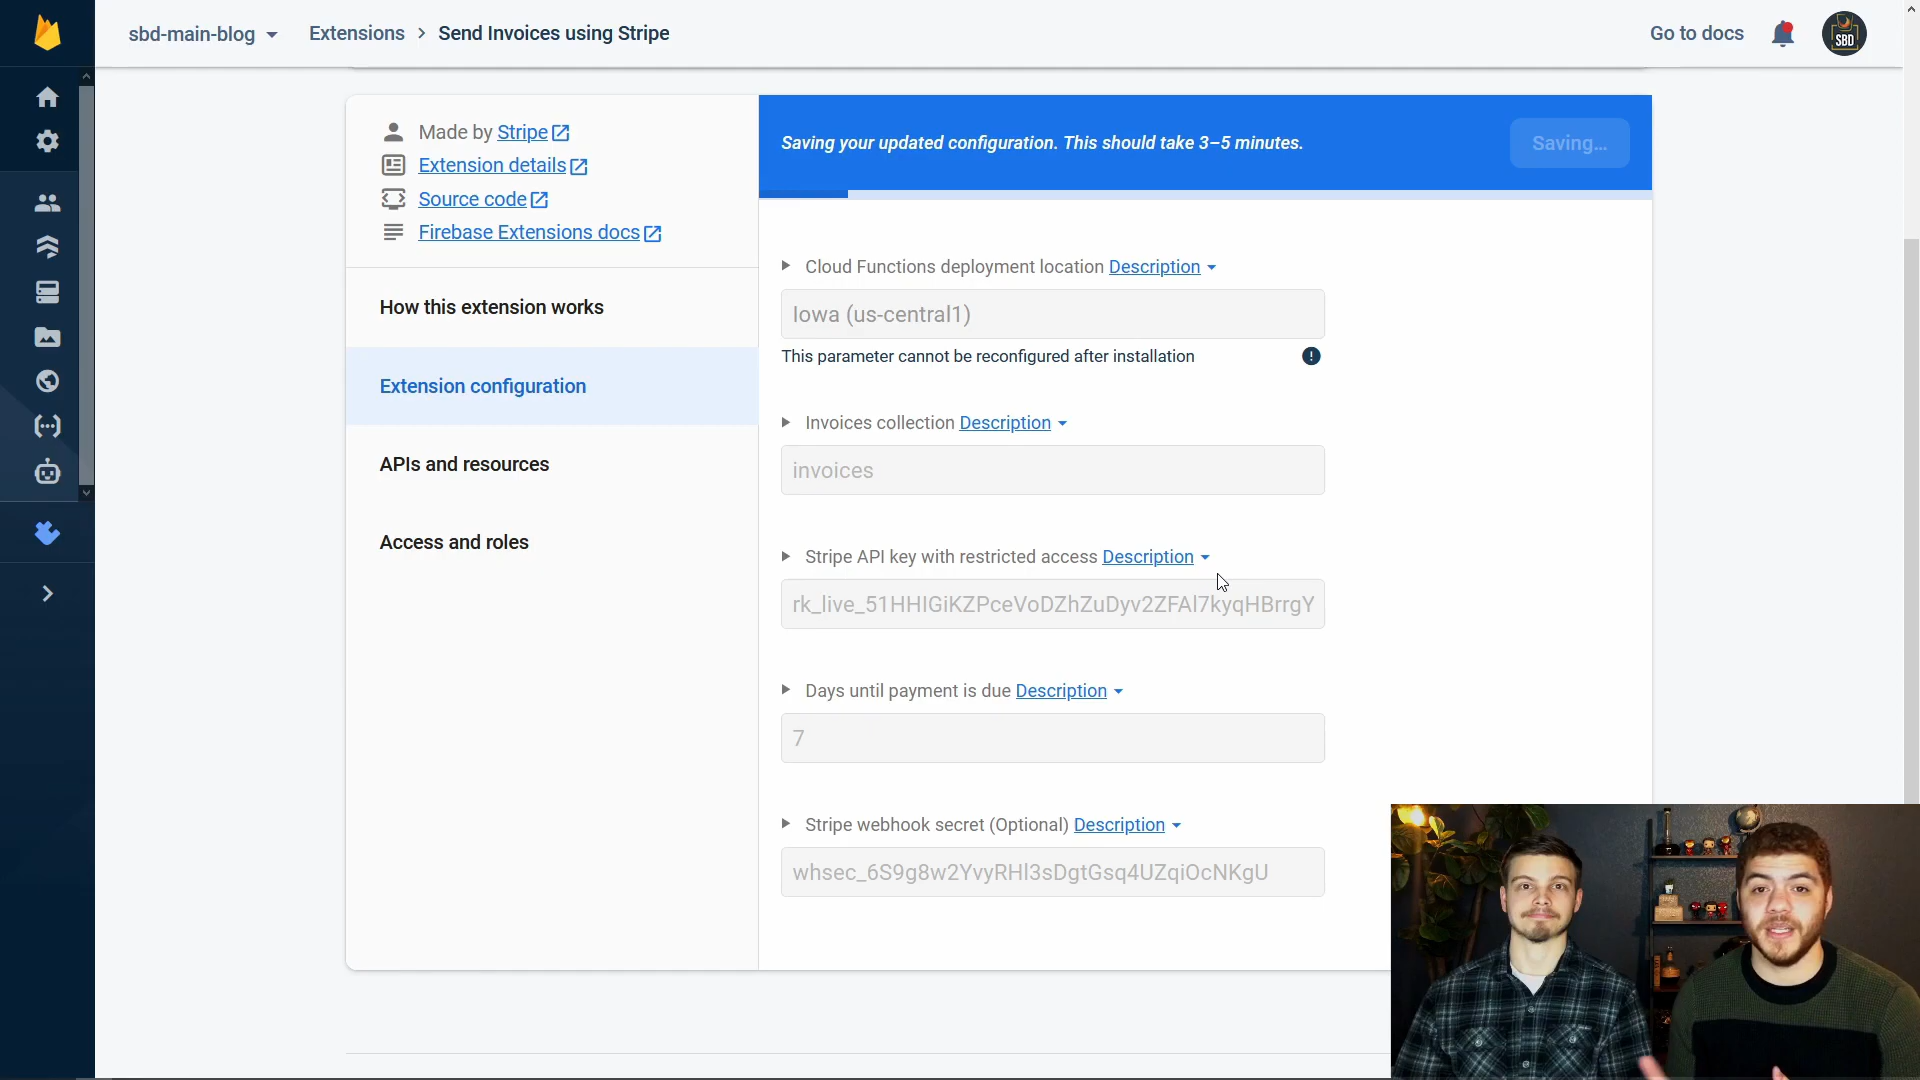 sbd-main-blog
Extensions > Send Invoices using Stripe
Go to docs
SBD
Made by Stripe
Extension details
Source code
Firebase Extensions docs
How this extension works
Extension configuration
APIs and resources
Access and roles
Saving your updated configuration. This should take 3–5 minutes.
Saving...
Cloud Functions deployment location Description
Iowa (us-central1)
This parameter cannot be reconfigured after installation
Invoices collection Description
invoices
Stripe API key with restricted access Description
rk_live_51HHIGiKZPceVoDZhZuDyv2ZFAl7kyqHBrrgY
Days until payment is due Description
7
Stripe webhook secret (Optional) Description
whsec_6S9g8w2YvyRHl3sDgtGsq4UZqiOcNKgU